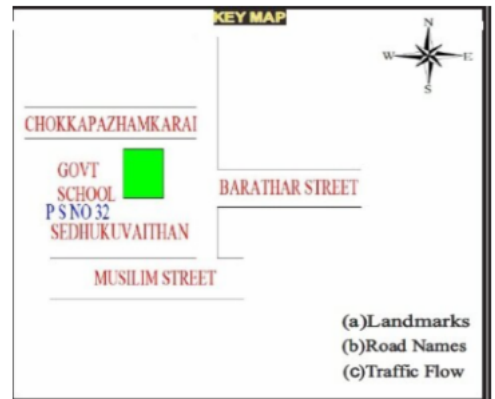 KEY MAP
N
W E
S
CHOKKAPAZHAMKARAI
GOVT
SCHOOL
P S NO 32
SEDHUKUVAITHAN
BARATHAR STREET
MUSILIM STREET
(a)Landmarks
(b)Road Names
(c)Traffic Flow